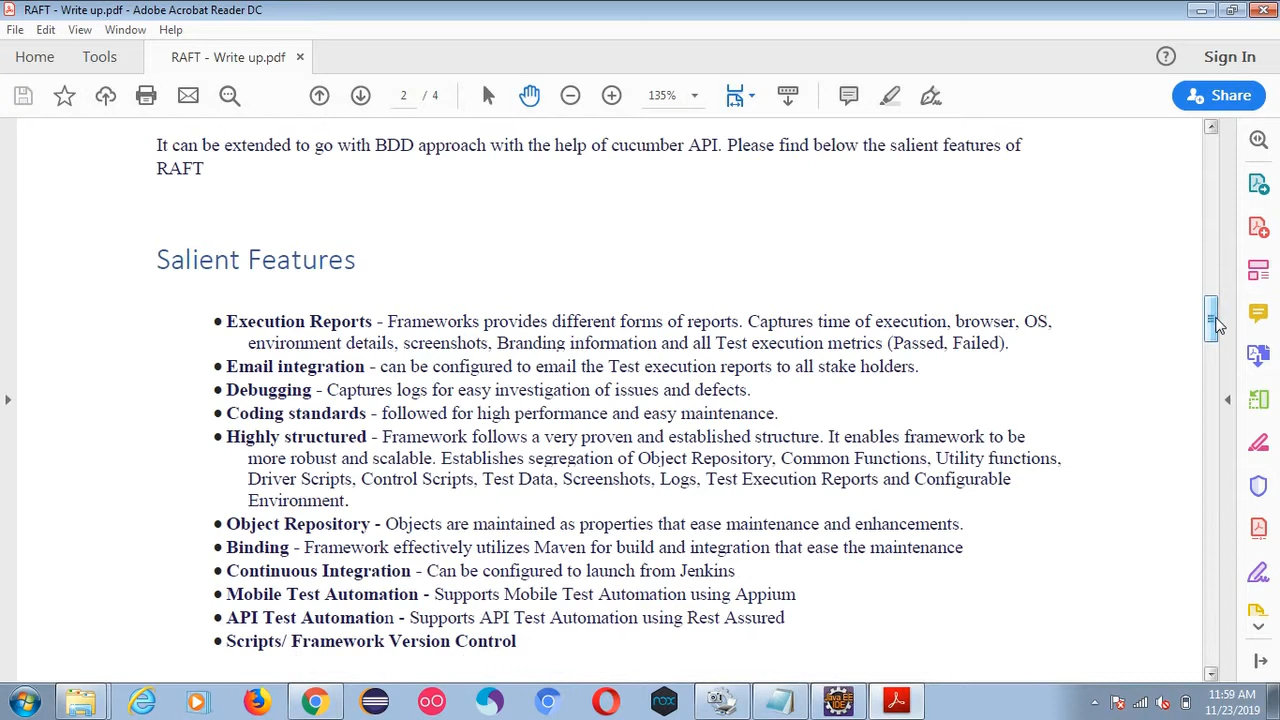 RAFT - Write up.pdf - Adobe Acrobat Reader DC
File Edit View Window Help
Home Tools RAFT - Write up.pdf × Sign In
2 / 4 135% Share
It can be extended to go with BDD approach with the help of cucumber API. Please find below the salient features of
RAFT
Salient Features
• Execution Reports - Frameworks provides different forms of reports. Captures time of execution, browser, OS,
environment details, screenshots, Branding information and all Test execution metrics (Passed, Failed).
• Email integration - can be configured to email the Test execution reports to all stake holders.
• Debugging - Captures logs for easy investigation of issues and defects.
• Coding standards - followed for high performance and easy maintenance.
• Highly structured - Framework follows a very proven and established structure. It enables framework to be
more robust and scalable. Establishes segregation of Object Repository, Common Functions, Utility functions,
Driver Scripts, Control Scripts, Test Data, Screenshots, Logs, Test Execution Reports and Configurable
Environment.
• Object Repository - Objects are maintained as properties that ease maintenance and enhancements.
• Binding - Framework effectively utilizes Maven for build and integration that ease the maintenance
• Continuous Integration - Can be configured to launch from Jenkins
• Mobile Test Automation - Supports Mobile Test Automation using Appium
• API Test Automation - Supports API Test Automation using Rest Assured
• Scripts/ Framework Version Control
nox
Java EE
IDE
11:59 AM
11/23/2019